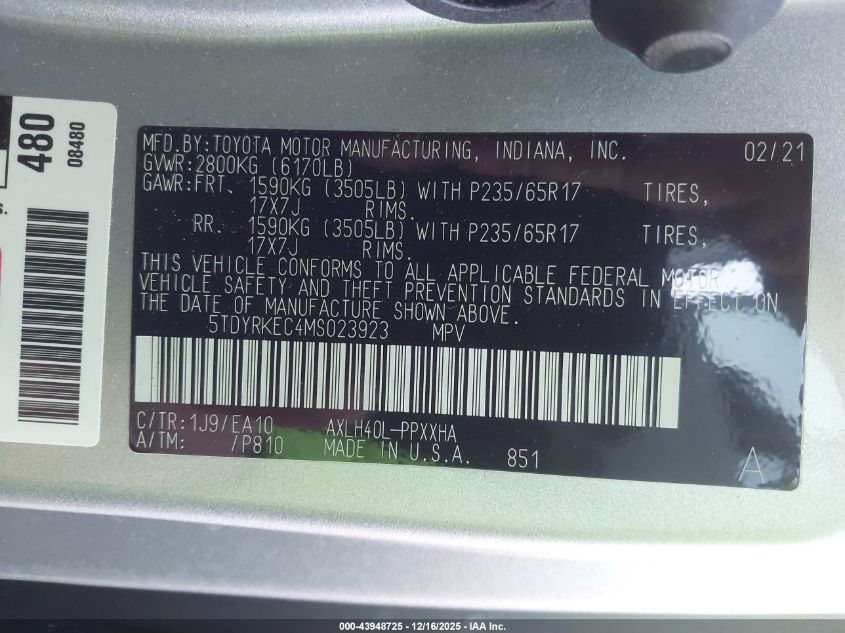 480
08480
s.
MFD.BY:TOYOTA MOTOR MANUFACTURING, INDIANA, INC. 02/21
GVWR:2800KG (6170LB)
GAWR:FRT. 1590KG (3505LB) WITH P235/65R17 TIRES,
17X7J RIMS.
RR. 1590KG (3505LB) WITH P235/65R17 TIRES,
17X7J RIMS.
THIS VEHICLE CONFORMS TO ALL APPLICABLE FEDERAL MOTOR
VEHICLE SAFETY AND THEFT PREVENTION STANDARDS IN EFFECT ON
THE DATE OF MANUFACTURE SHOWN ABOVE.
5TDYRKEC4MS023923 MPV
C/TR:1J9/EA10 AXLH40L-PPXXHA
A/TM: /P810 MADE IN U.S.A. 851
A
000-43948725 - 12/16/2025 - IAA Inc.